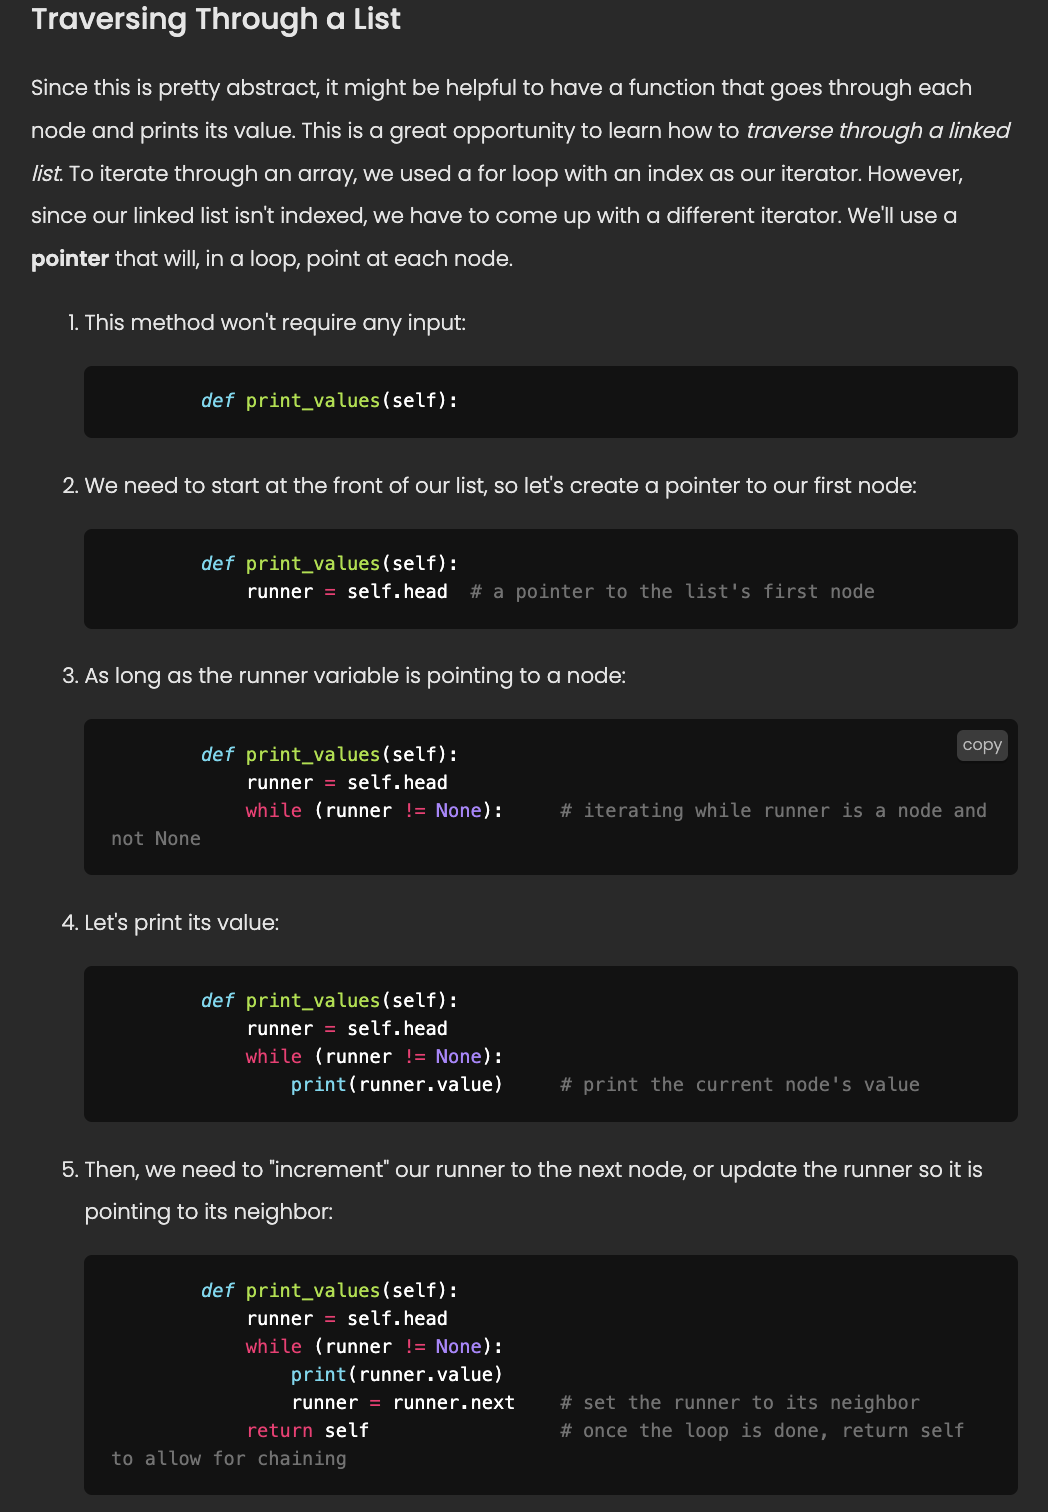 Traversing Through a List
Since this is pretty abstract, it might be helpful to have a function that goes through each
node and prints its value. This is a great opportunity to learn how to traverse through a linked
list. To iterate through an array, we used a for loop with an index as our iterator. However,
since our linked list isn't indexed, we have to come up with a different iterator. We'll use a
pointer that will, in a loop, point at each node.
1. This method won't require any input:
def print_values(self):
2. We need to start at the front of our list, so let's create a pointer to our first node:
def print_values(self):
runner = self.head  # a pointer to the list's first node
3. As long as the runner variable is pointing to a node:
copy
def print_values(self):
runner = self.head
while (runner != None):     # iterating while runner is a node and
not None
4. Let's print its value:
def print_values(self):
runner = self.head
while (runner != None):
print(runner.value)     # print the current node's value
5. Then, we need to "increment" our runner to the next node, or update the runner so it is
pointing to its neighbor:
def print_values(self):
runner = self.head
while (runner != None):
print(runner.value)
runner = runner.next    # set the runner to its neighbor
return self                 # once the loop is done, return self
to allow for chaining